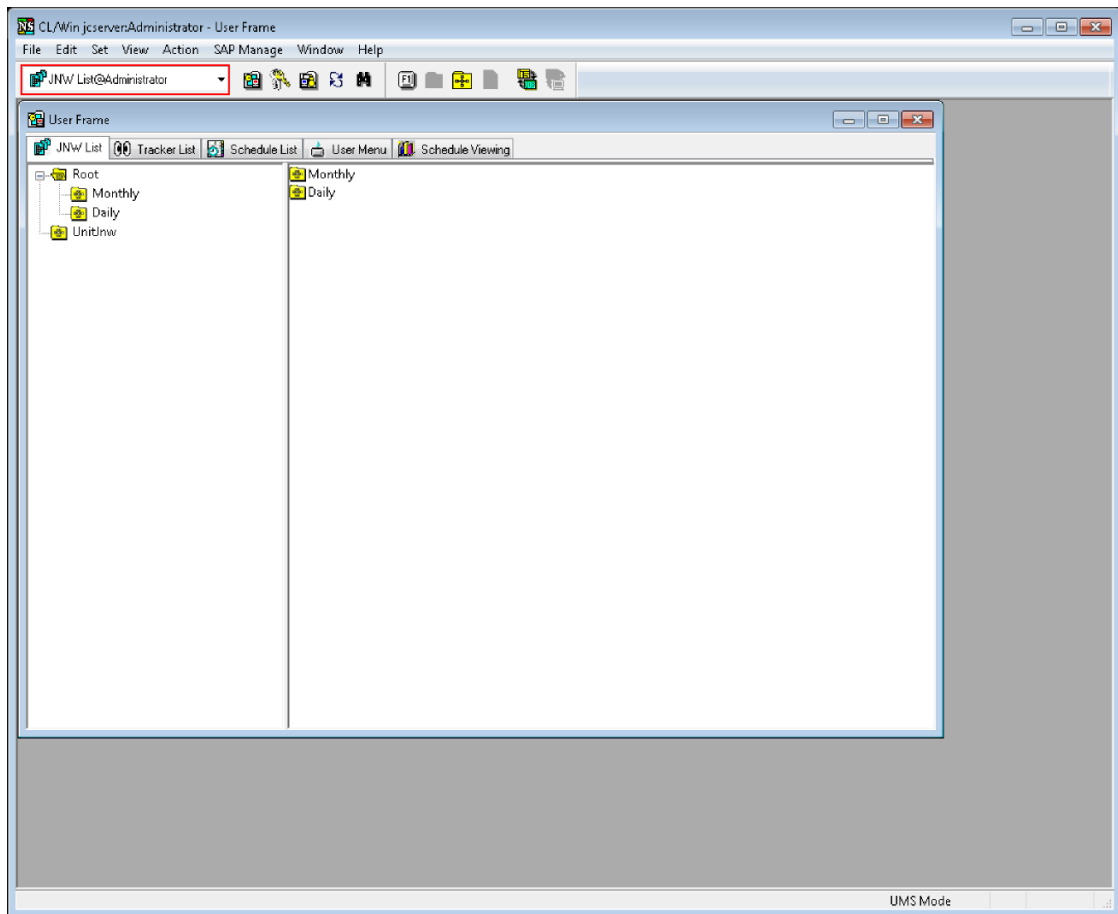 CL/Win jcserver:Administrator - User Frame
File Edit Set View Action SAP Manage Window Help
JNW List@Administrator
User Frame
JNW List Tracker List Schedule List User Menu Schedule Viewing
Root
Monthly
Daily
UnitJnw
Monthly
Daily
UMS Mode